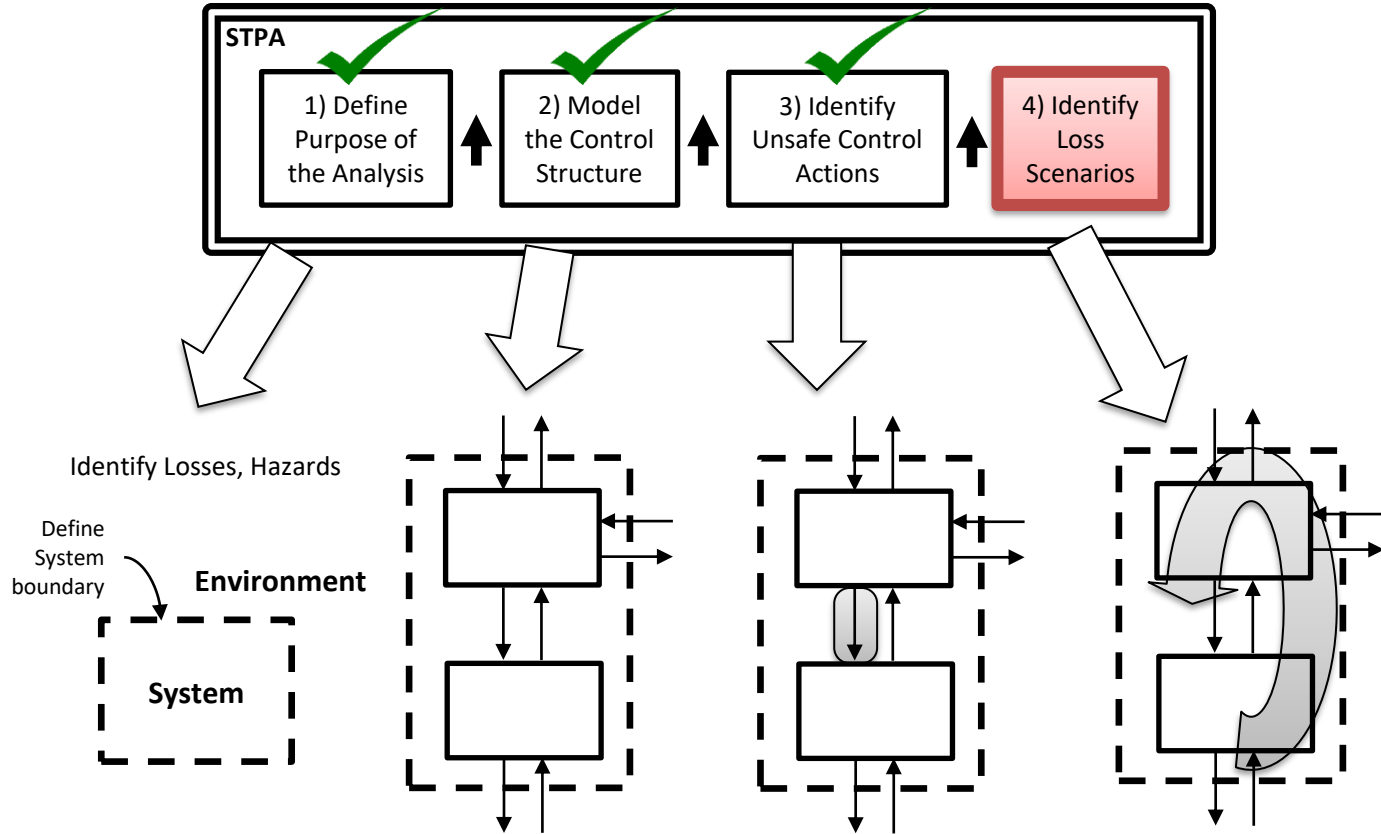 STPA
1) Define
Purpose of
the Analysis
2) Model
the Control
Structure
3) Identify
Unsafe Control
Actions
4) Identify
Loss
Scenarios
Identify Losses, Hazards
Define
System
boundary
Environment
System